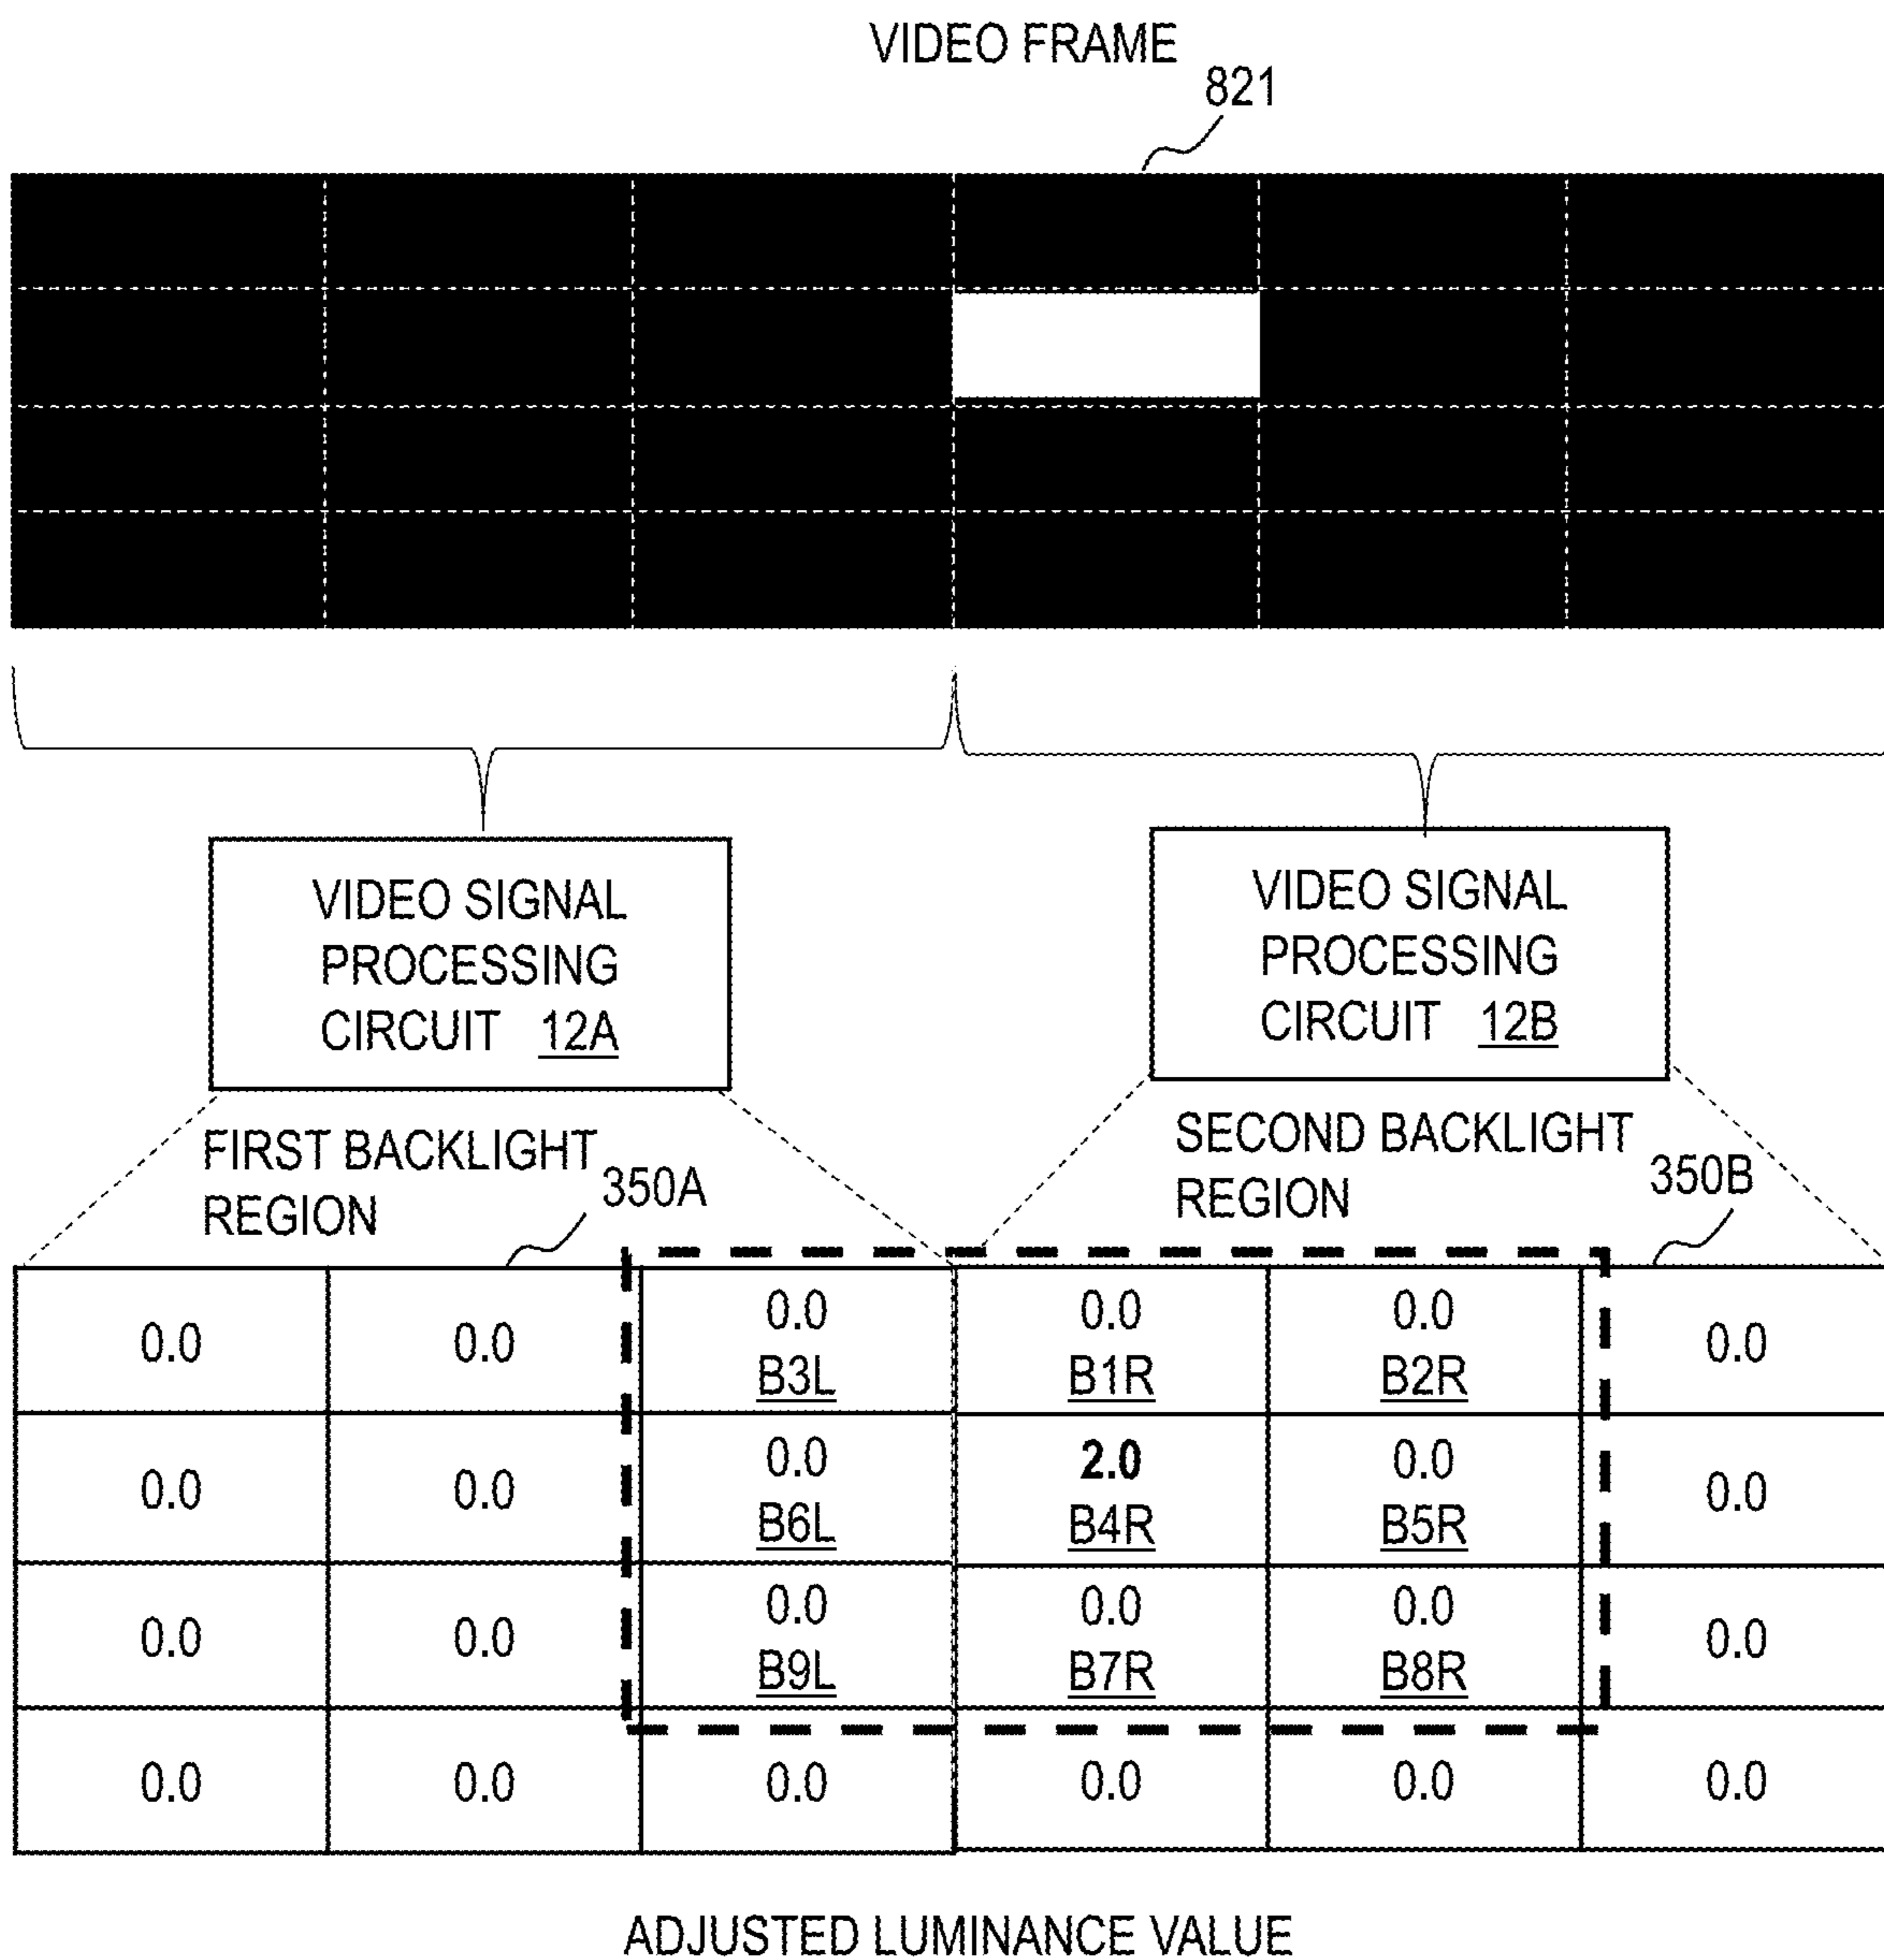 VIDEO FRAME
821
VIDEO SIGNAL
PROCESSING
CIRCUIT 12A
VIDEO SIGNAL
PROCESSING
CIRCUIT 12B
FIRST BACKLIGHT
REGION
350A
SECOND BACKLIGHT
REGION
350B
0.0 0.0 0.0 0.0 0.0 0.0
B3L B1R B2R
0.0 0.0 0.0 2.0 0.0 0.0
B6L B4R B5R
0.0 0.0 0.0 0.0 0.0 0.0
B9L B7R B8R
0.0 0.0 0.0 0.0 0.0 0.0
ADJUSTED LUMINANCE VALUE